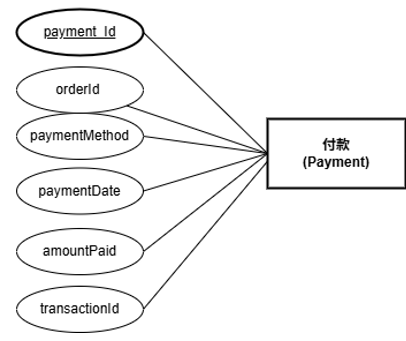 payment_Id
orderId
paymentMethod
paymentDate
amountPaid
transactionId
付款
(Payment)